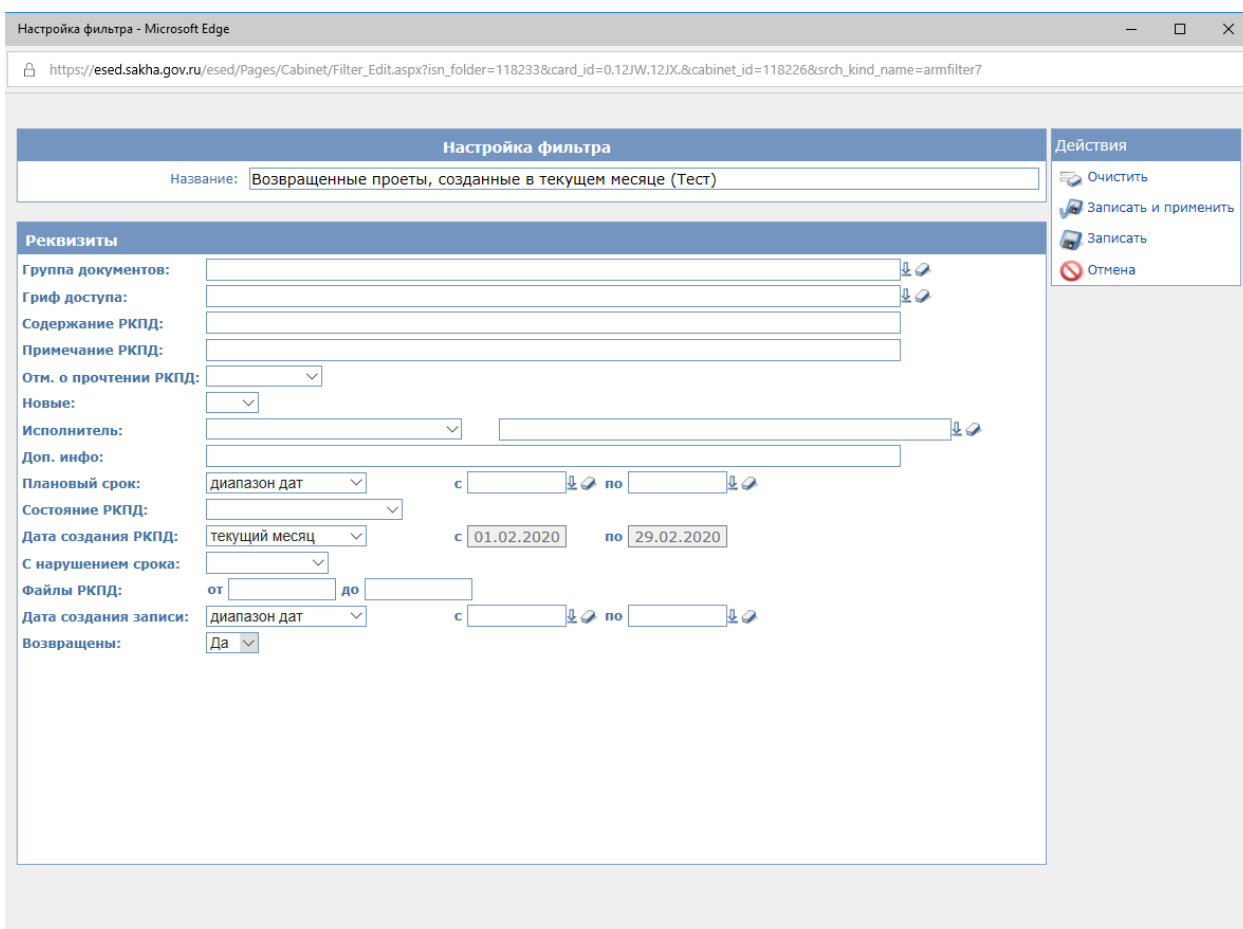 Настройка фильтра - Microsoft Edge
https://esed.sakha.gov.ru/esed/Pages/Cabinet/Filter_Edit.aspx?isn_folder=118233&card_id=0.12JW.12JX.&cabinet_id=118226&srch_kind_name=armfilter7
Настройка фильтра
Название: Возвращенные проеты, созданные в текущем месяце (Тест)
Действия
Очистить
Записать и применить
Записать
Отмена
Реквизиты
Группа документов:
Гриф доступа:
Содержание РКПД:
Примечание РКПД:
Отм. о прочтении РКПД:
Новые:
Исполнитель:
Доп. инфо:
Плановый срок: диапазон дат с по
Состояние РКПД:
Дата создания РКПД: текущий месяц с 01.02.2020 по 29.02.2020
С нарушением срока:
Файлы РКПД: от до
Дата создания записи: диапазон дат с по
Возвращены: Да